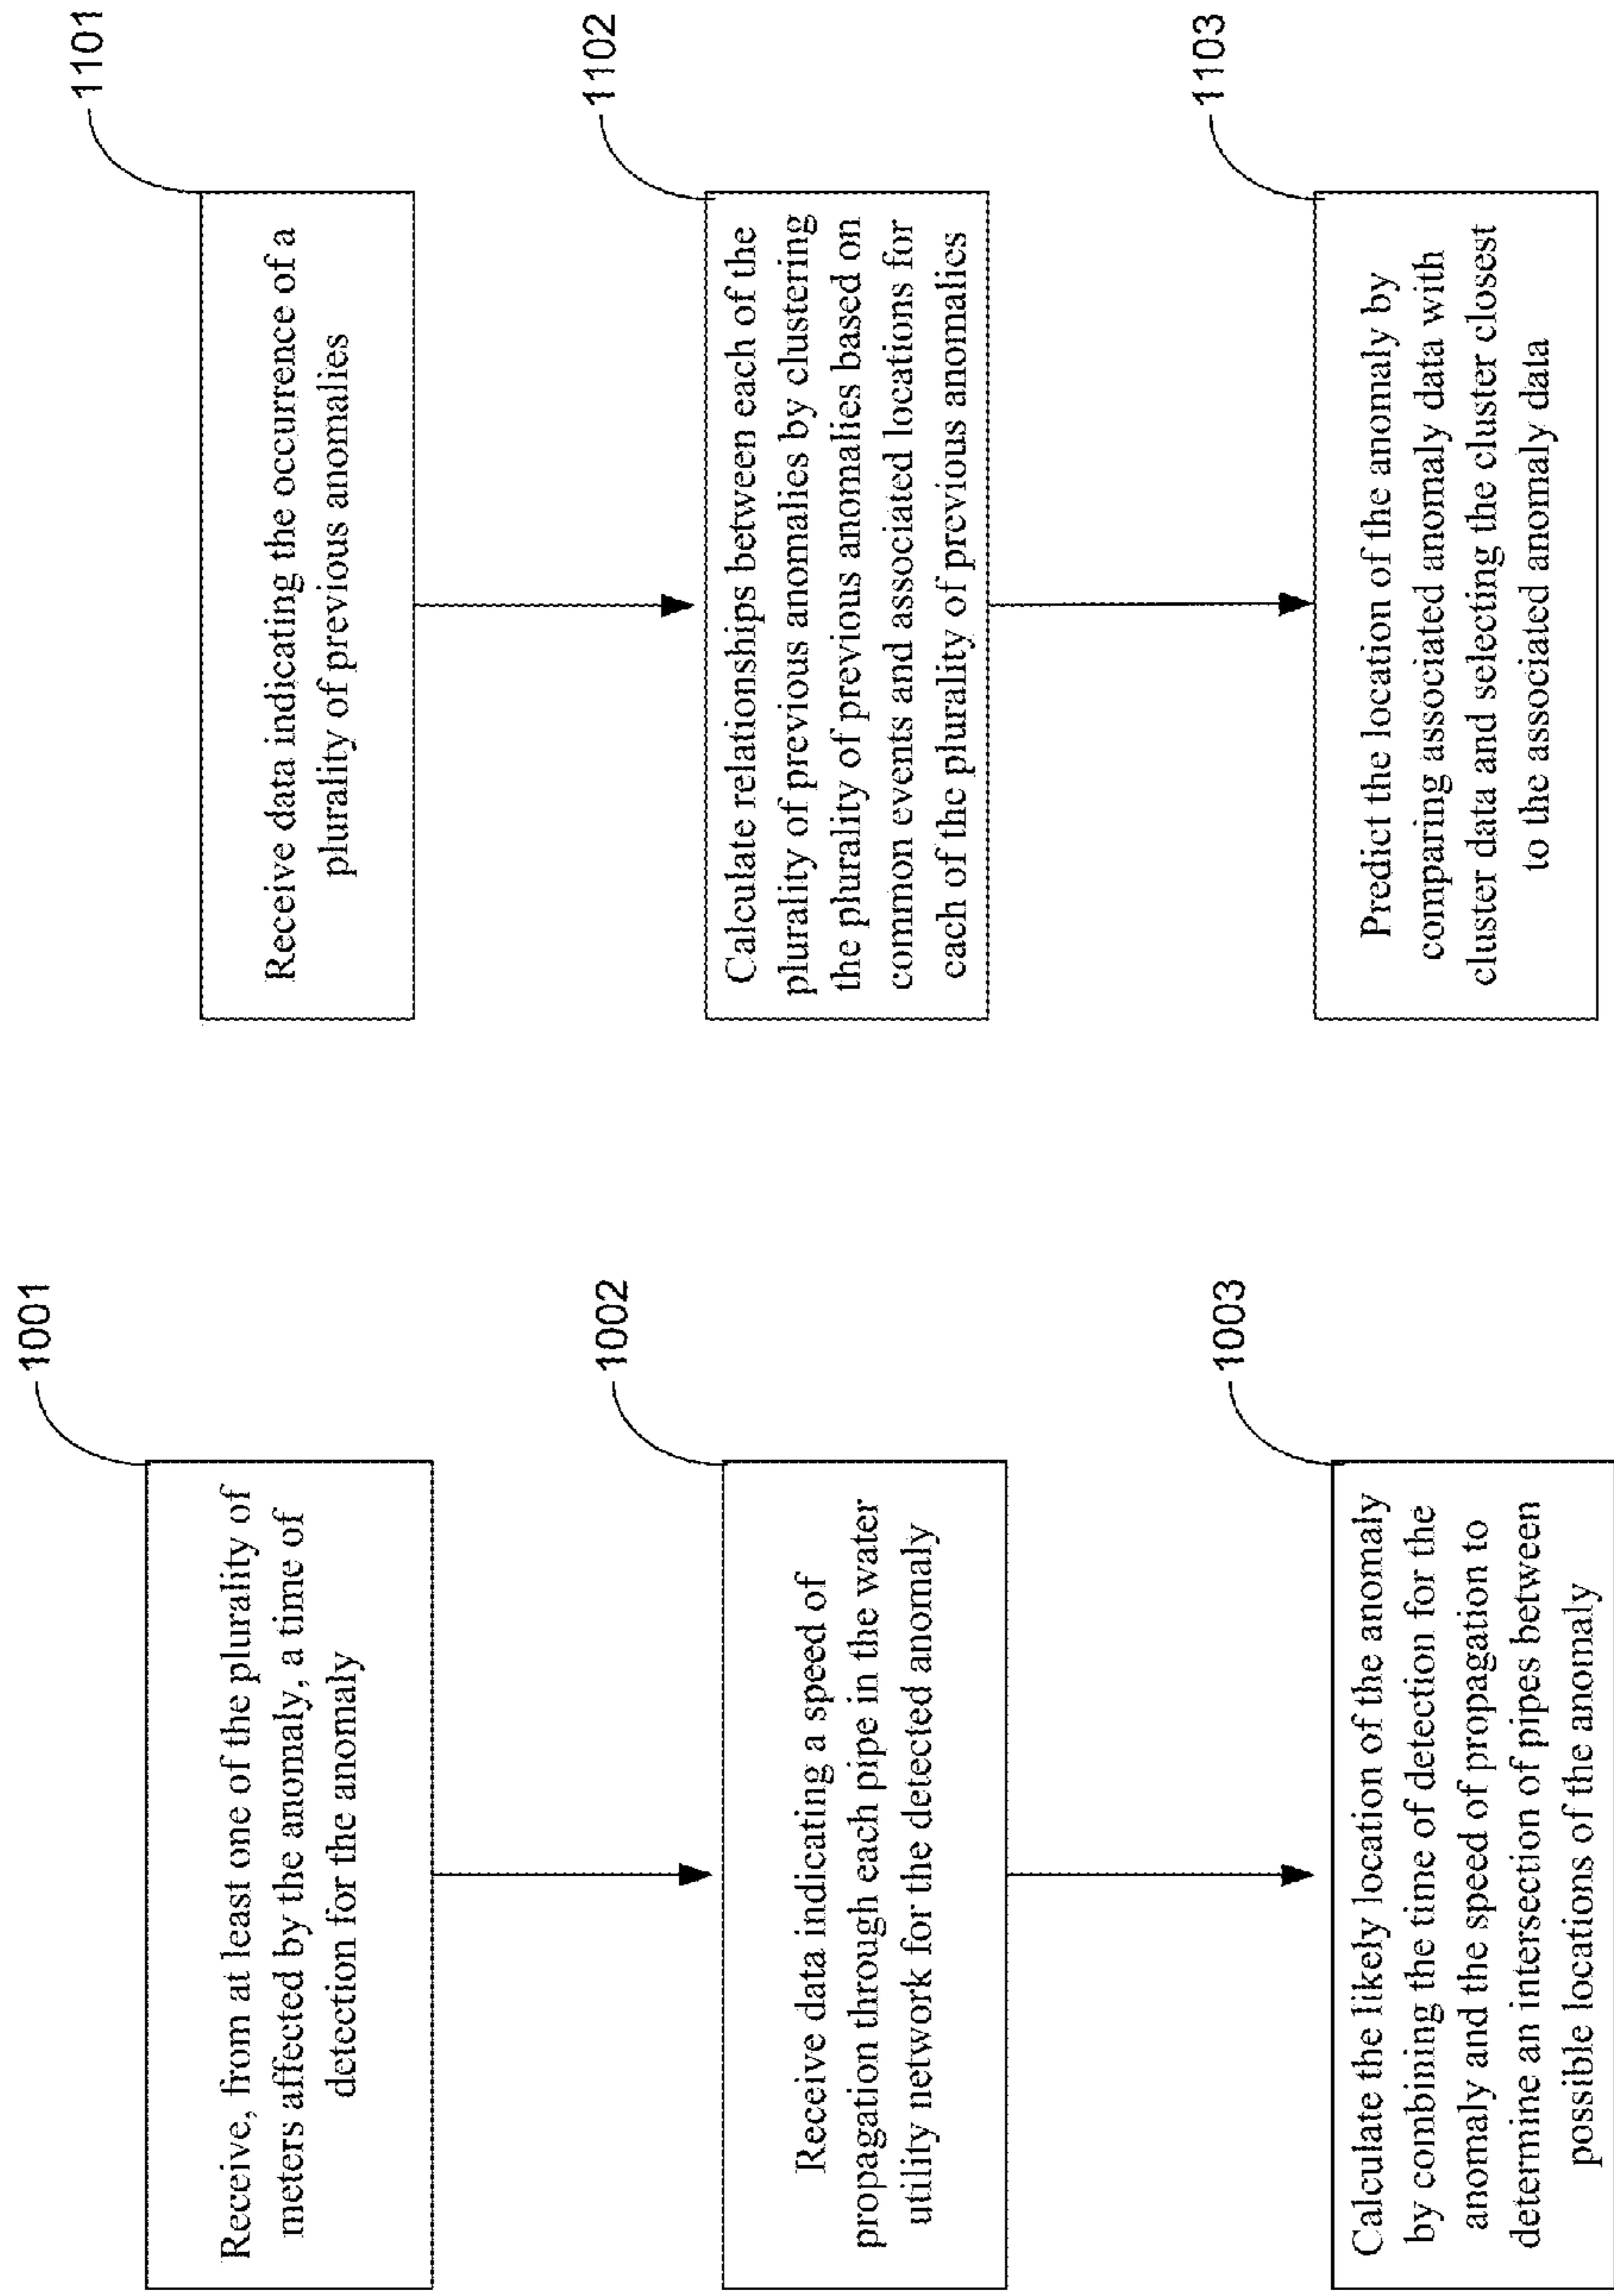 1001
Receive, from at least one of the plurality of
meters affected by the anomaly, a time of
detection for the anomaly
1002
Receive data indicating a speed of
propagation through each pipe in the water
utility network for the detected anomaly
1003
Calculate the likely location of the anomaly
by combining the time of detection for the
anomaly and the speed of propagation to
determine an intersection of pipes between
possible locations of the anomaly
1101
Receive data indicating the occurrence of a
plurality of previous anomalies
1102
Calculate relationships between each of the
plurality of previous anomalies by clustering
the plurality of previous anomalies based on
common events and associated locations for
each of the plurality of previous anomalies
1103
Predict the location of the anomaly by
comparing associated anomaly data with
cluster data and selecting the cluster closest
to the associated anomaly data